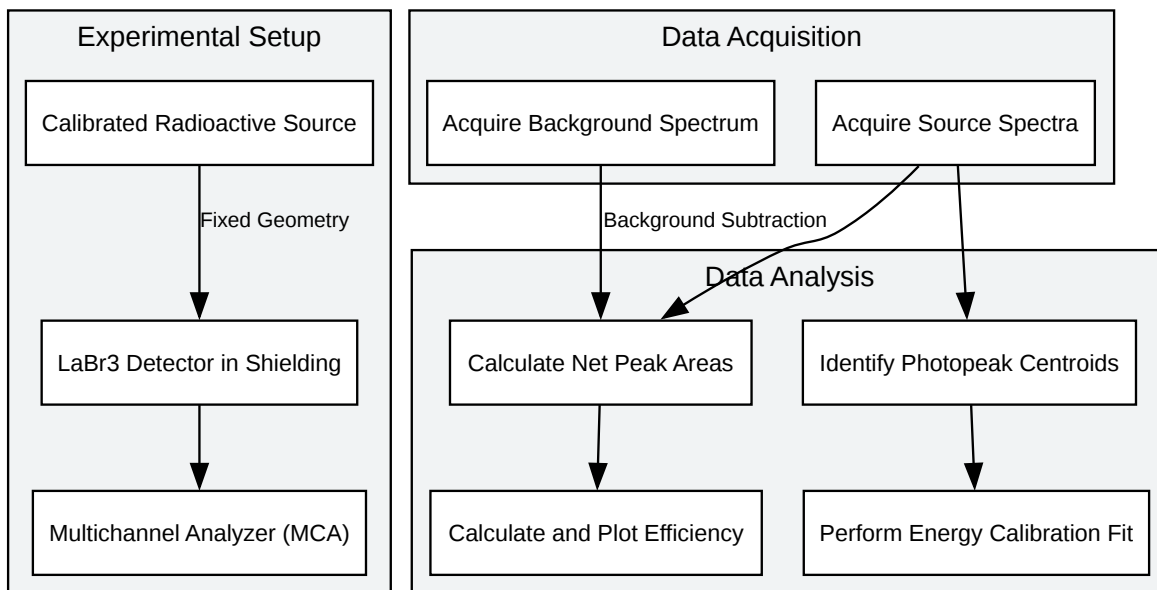 Experimental Setup
Calibrated Radioactive Source
Fixed Geometry
LaBr3 Detector in Shielding
Multichannel Analyzer (MCA)
Data Acquisition
Acquire Background Spectrum
Acquire Source Spectra
Background Subtraction
Data Analysis
Calculate Net Peak Areas
Identify Photopeak Centroids
Calculate and Plot Efficiency
Perform Energy Calibration Fit